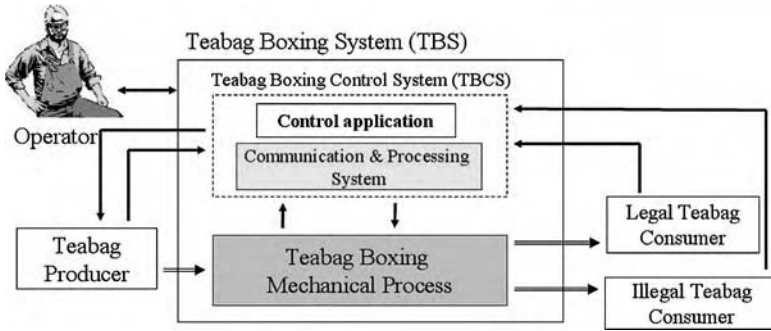 Teabag Boxing System (TBS)
Teabag Boxing Control System (TBCS)
Control application
Operator
Communication & Processing
System
Legal Teabag
Consumer
Teabag
Producer
Teabag Boxing
Mechanical Process
Illegal Teabag
Consumer